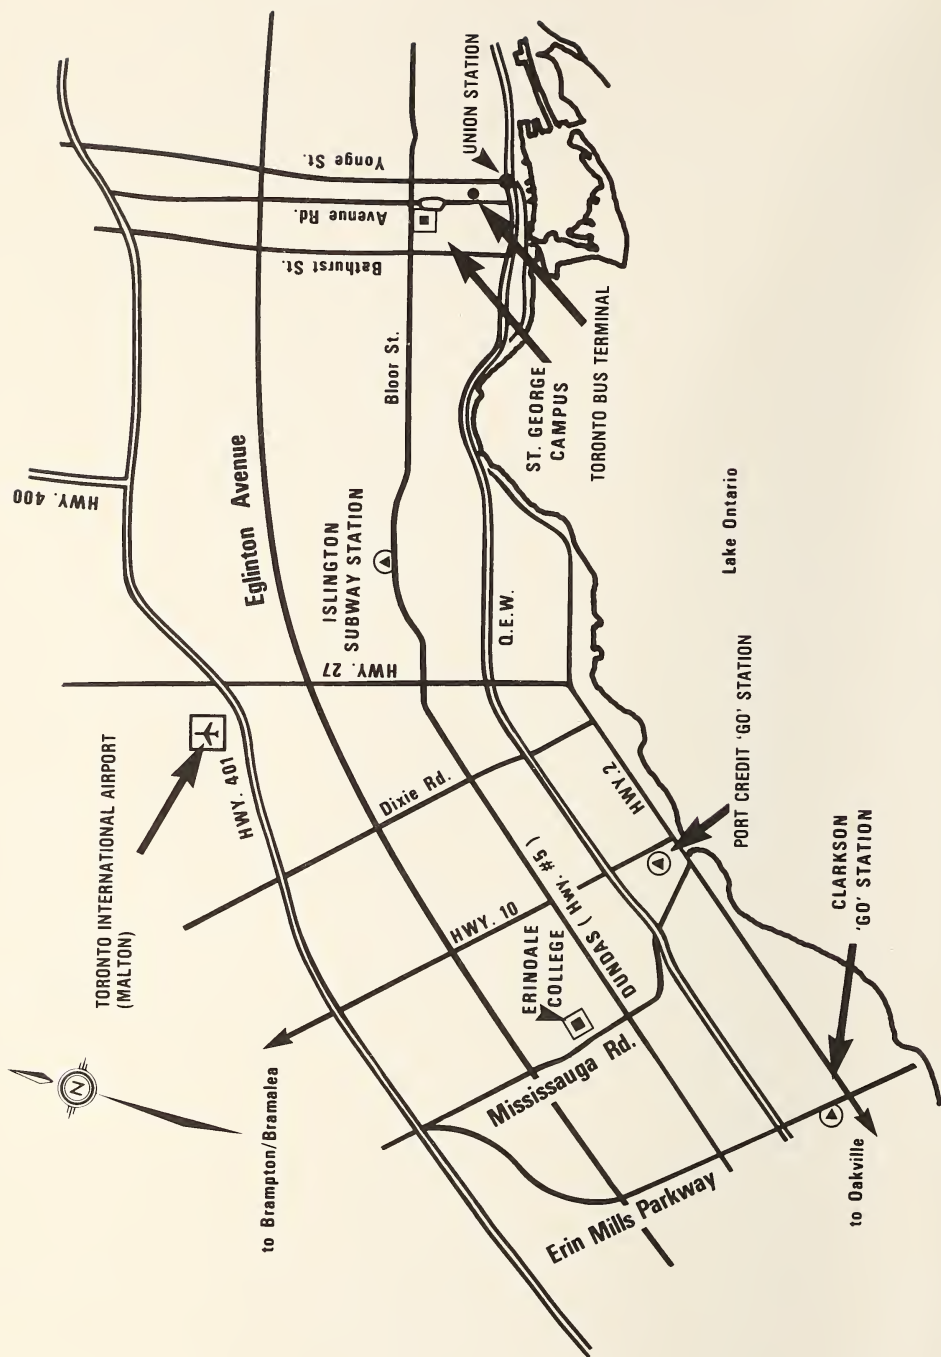 UNION STATION
Yonge St.
Avenue Rd.
Bathurst St.
Bloor St.
ST. GEORGE
CAMPUS
TORONTO BUS TERMINAL
HWY. 400
Eglinton Avenue
ISLINGTON
SUBWAY STATION
Q.E.W.
Lake Ontario
HWY. 27
TORONTO INTERNATIONAL AIRPORT
(MALTON)
HWY. 401
Dixie Rd.
HWY.2
PORT CREDIT 'GO' STATION
HWY. 10
DUNDAS ( Hwy. #5 )
ERINDALE
COLLEGE
CLARKSON
'GO' STATION
N
Mississauga Rd.
to Brampton/Bramalea
Erin Mills Parkway
to Oakville